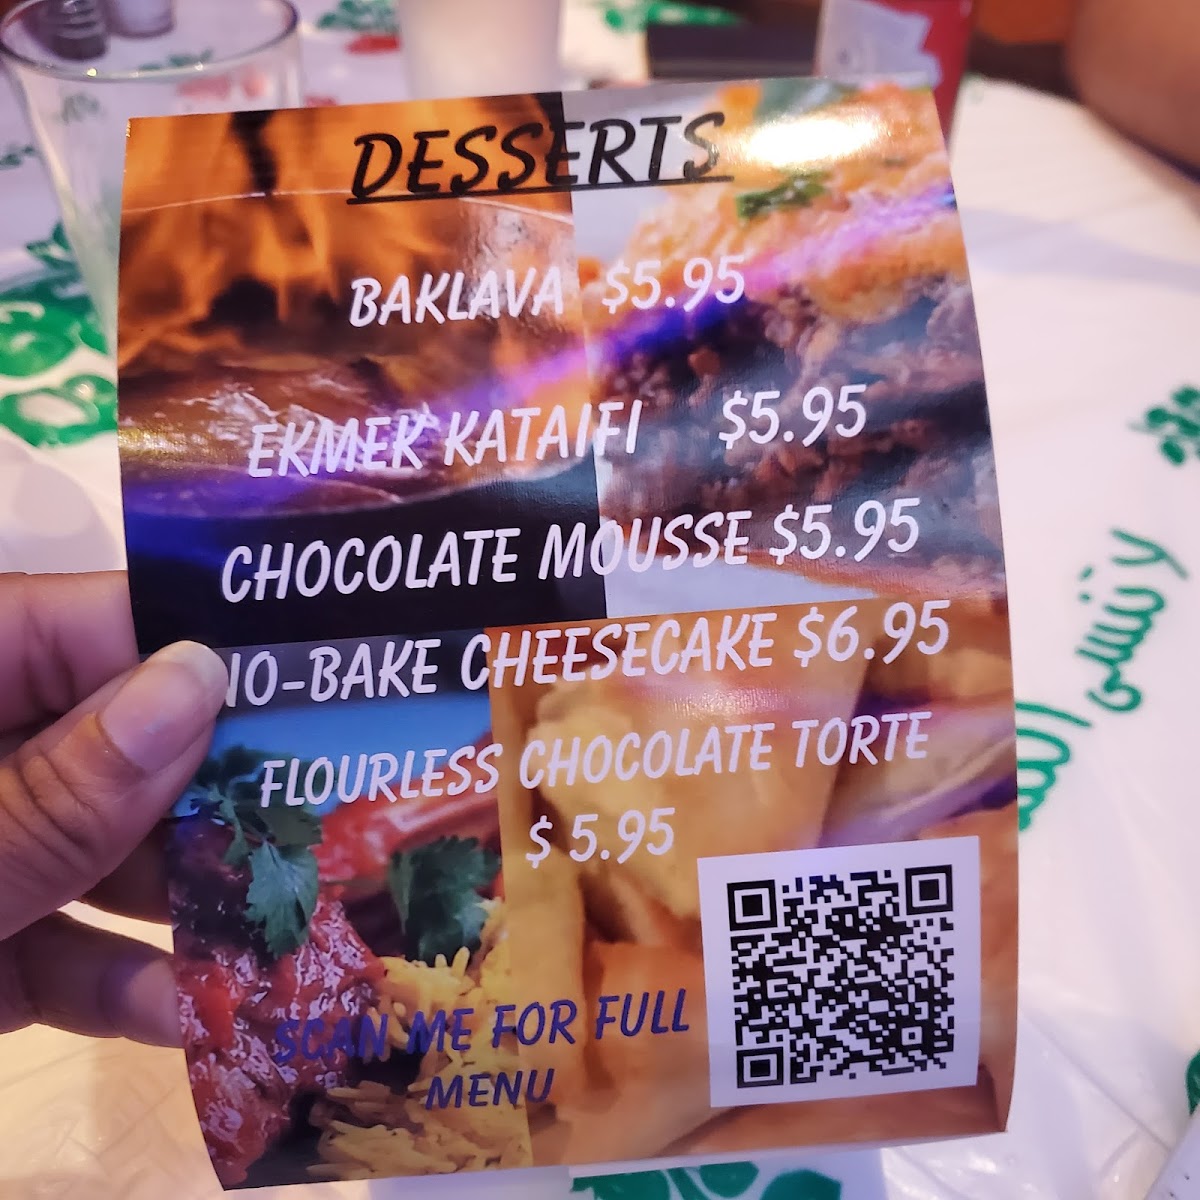 DESSERTS
BAKLAVA $5.95
EKMEK KATAIFI $5.95
CHOCOLATE MOUSSE $5.95
NO-BAKE CHEESECAKE $6.95
FLOURLESS CHOCOLATE TORTE
$ 5.95
SCAN ME FOR FULL
MENU